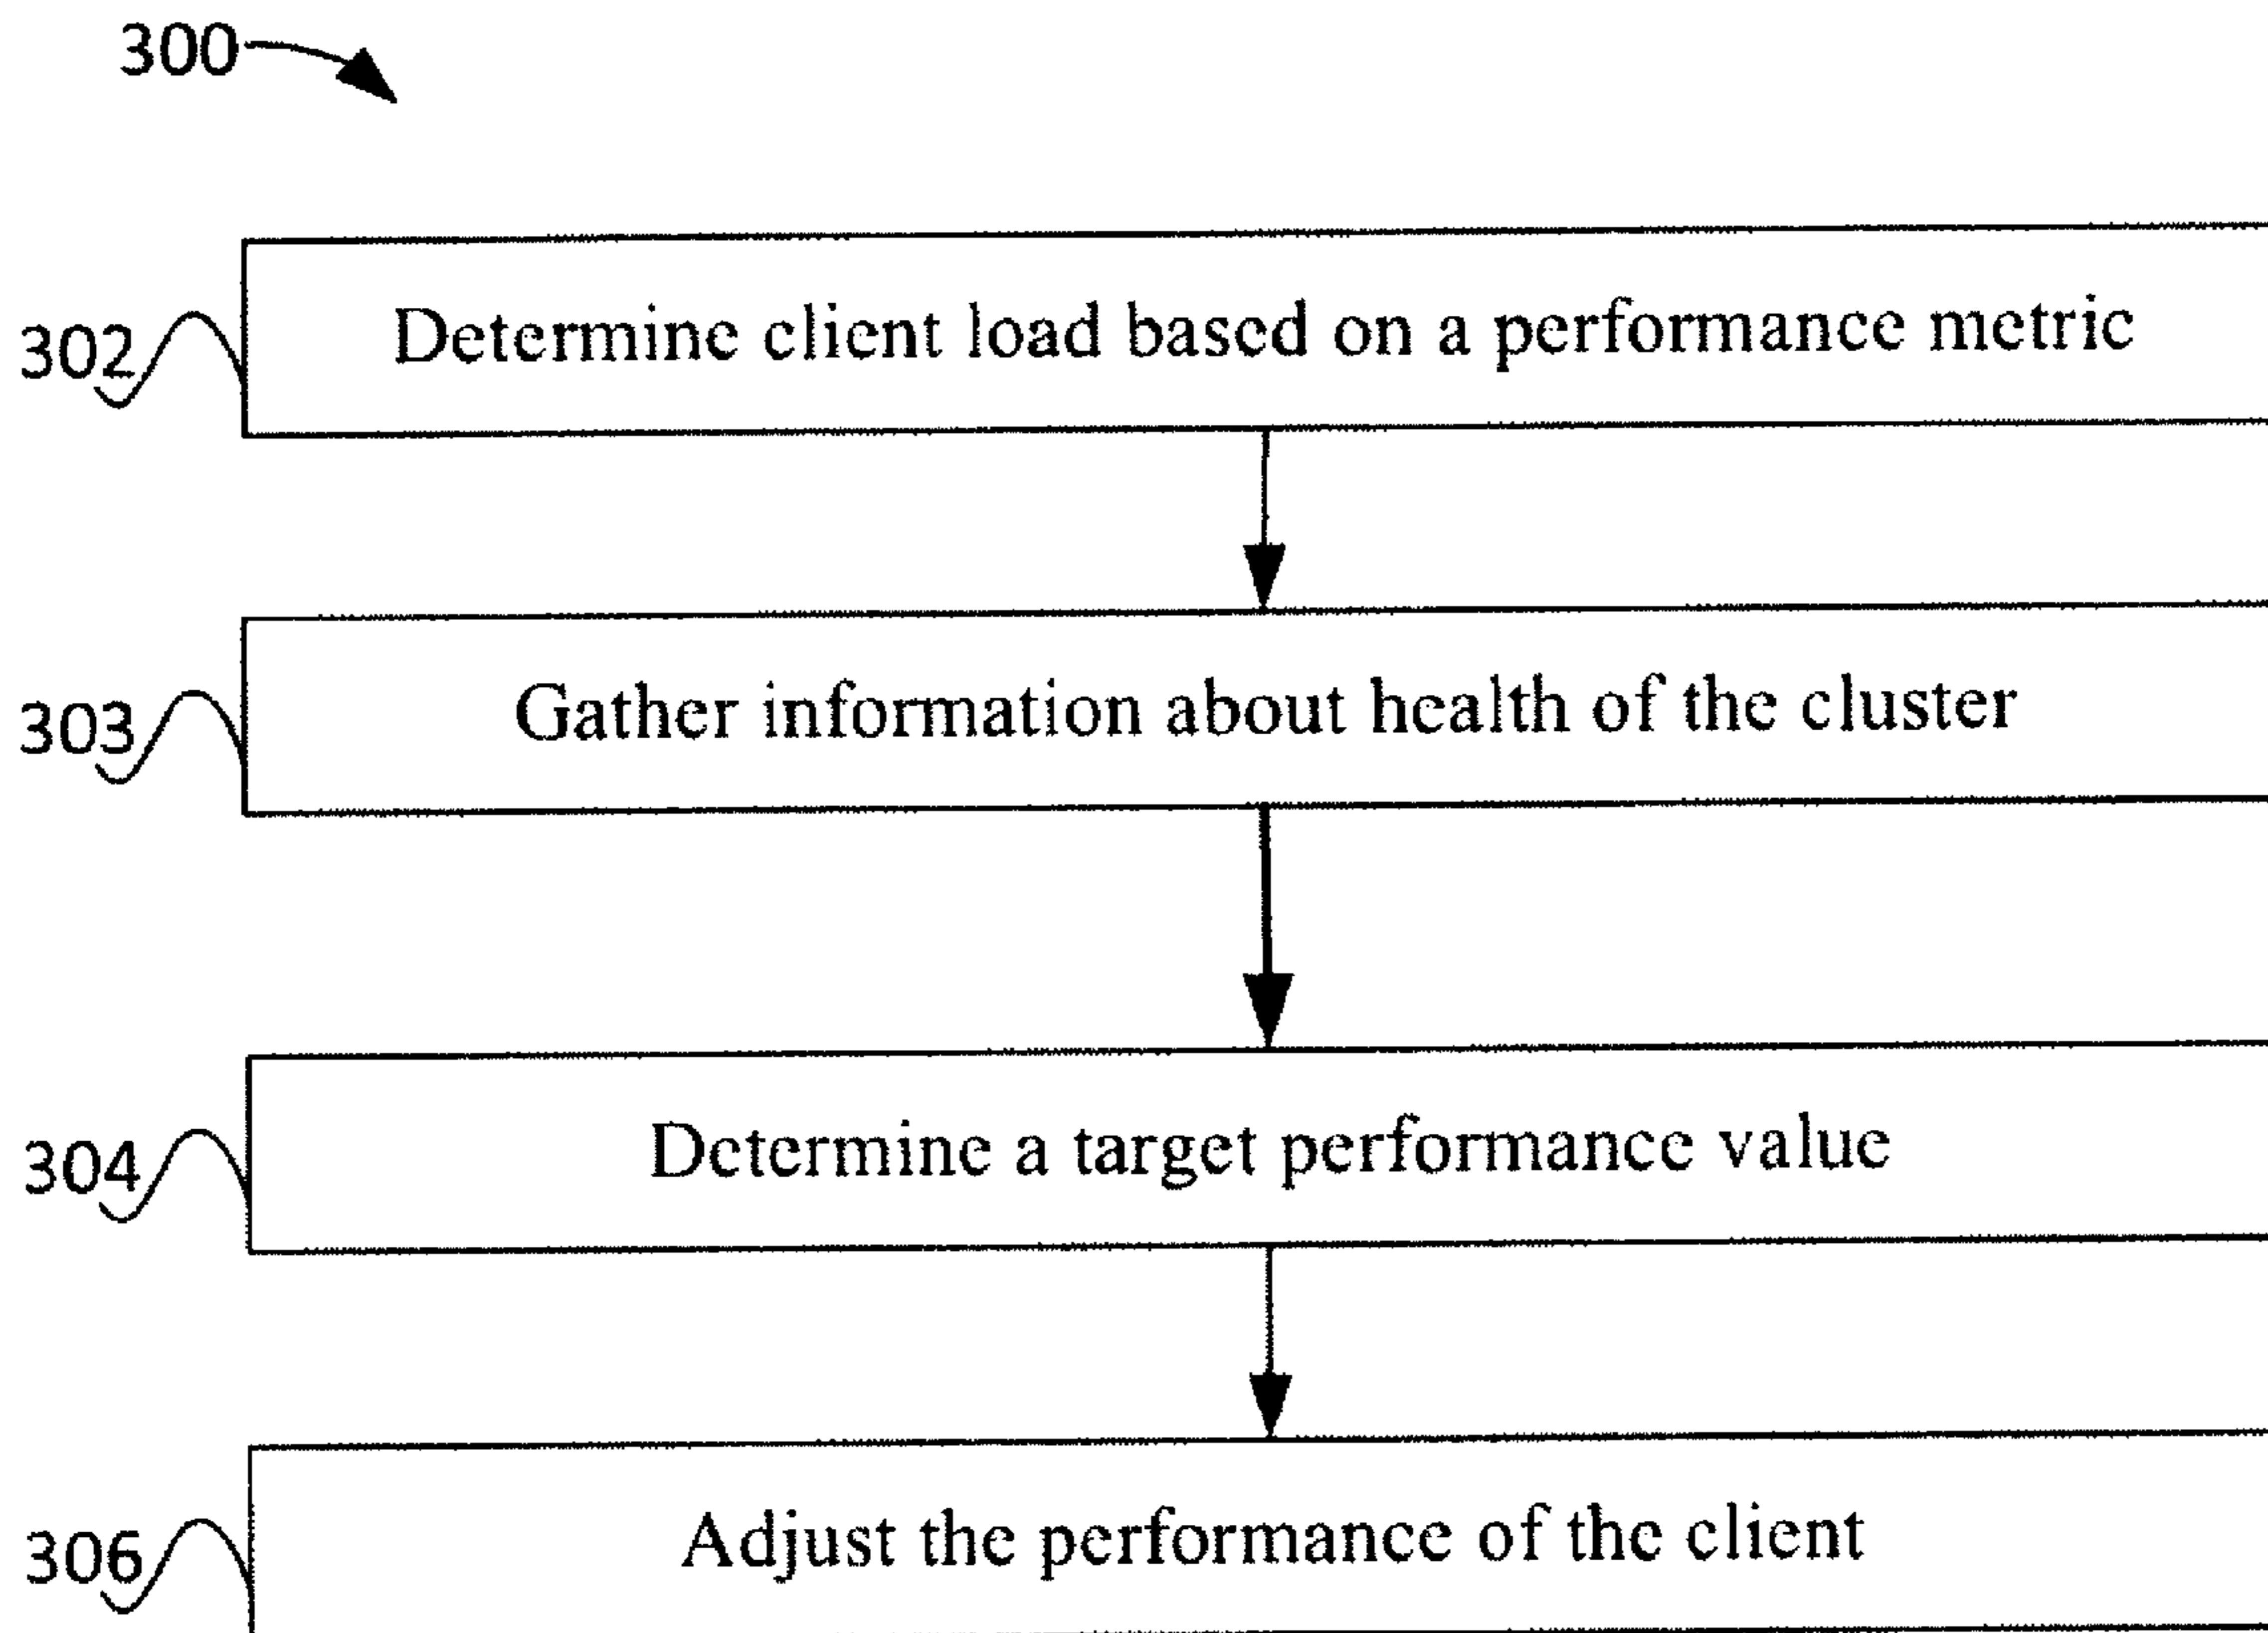 300
302 Determine client load based on a performance metric
303 Gather information about health of the cluster
304 Determine a target performance value
306 Adjust the performance of the client